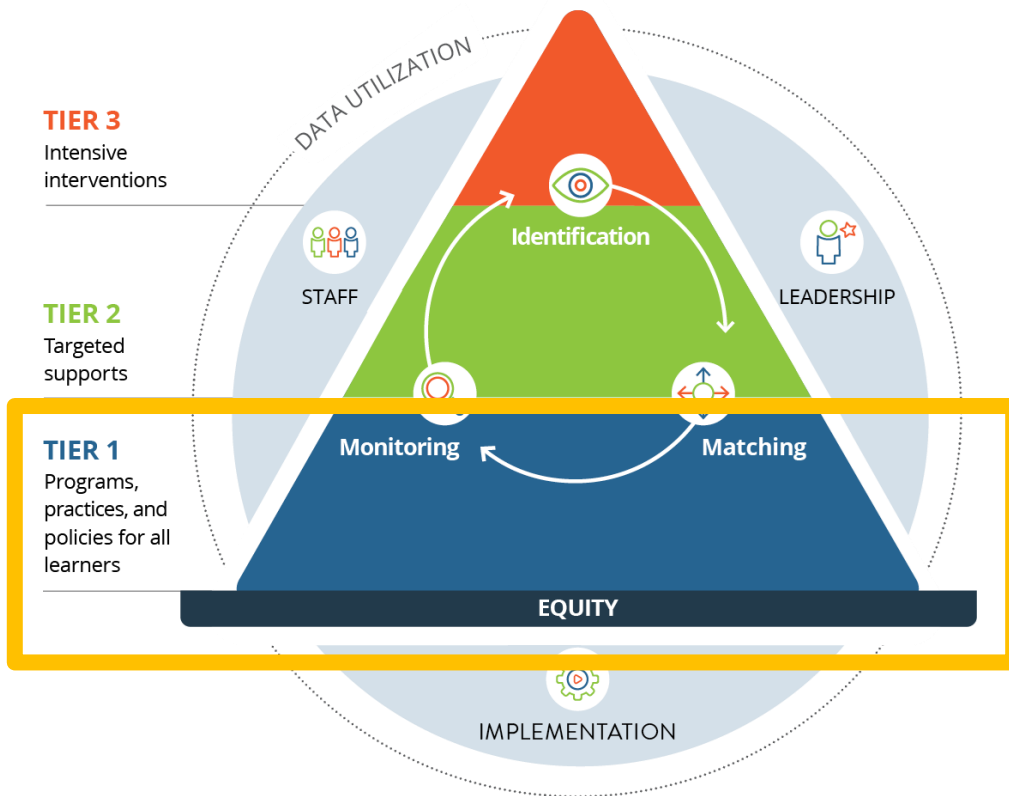 DATA UTILIZATION
TIER 3
Intensive
interventions
Identification
STAFF
LEADERSHIP
TIER 2
Targeted
supports
TIER 1
Programs,
practices, and
policies for all
learners
Monitoring
Matching
EQUITY
IMPLEMENTATION